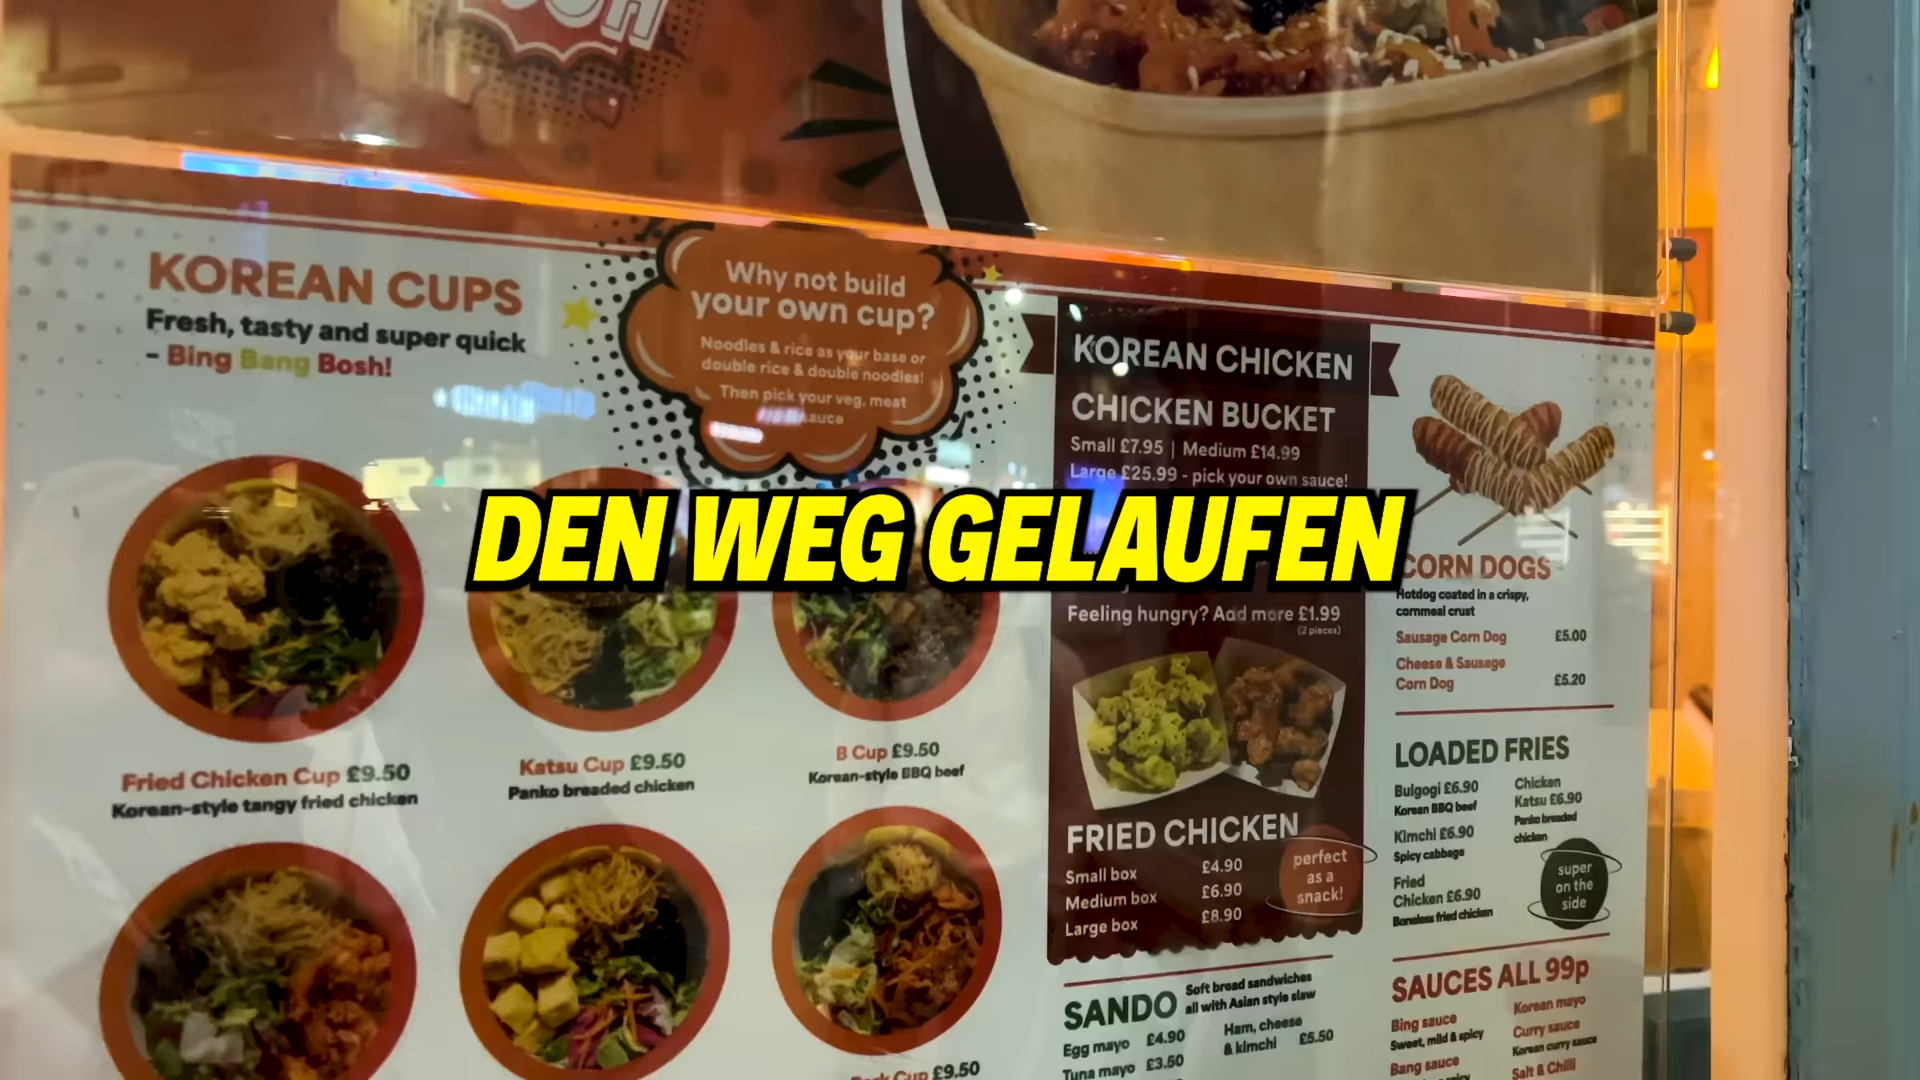 KOREAN CUPS
Fresh, tasty and super quick
- Bing Bang Bosh!
Why not build
your own cup?
Noodles & rice as your base or
double rice & double noodles!
Then pick your veg, meat
sauce
KOREAN CHICKEN
CHICKEN BUCKET
Small £7.95 | Medium £14.99
Large £25.99 - pick your own sauce!
DEN WEG GELAUFEN
Feeling hungry? Add more £1.99
(2 pieces)
Fried Chicken Cup £9.50
Korean-style tangy fried chicken
Katsu Cup £9.50
Panko breaded chicken
B Cup £9.50
Korean-style BBQ beef
Cup £9.50
FRIED CHICKEN
Small box £4.90
Medium box £6.90
Large box £8.90
perfect
as a
snack!
SANDO
Soft bread sandwiches
all with Asian style slaw
Egg mayo £4.90
Tuna mayo £3.50
Ham, cheese
& kimchi £5.50
CORN DOGS
Hotdog coated in a crispy,
cornmeal crust
Sausage Corn Dog £5.00
Cheese & Sausage
Corn Dog £5.20
LOADED FRIES
Bulgogi £6.90
Korean BBQ beef
Kimchi £6.90
Spicy cabbage
Fried
Chicken £6.90
Boneless fried chicken
Chicken
Katsu £6.90
Panko breaded
chicken
super
on the
side
SAUCES ALL 99p
Bing sauce
Sweet, mild & spicy
Bang sauce
Korean mayo
Curry sauce
Korean curry sauce
Salt & Chilli